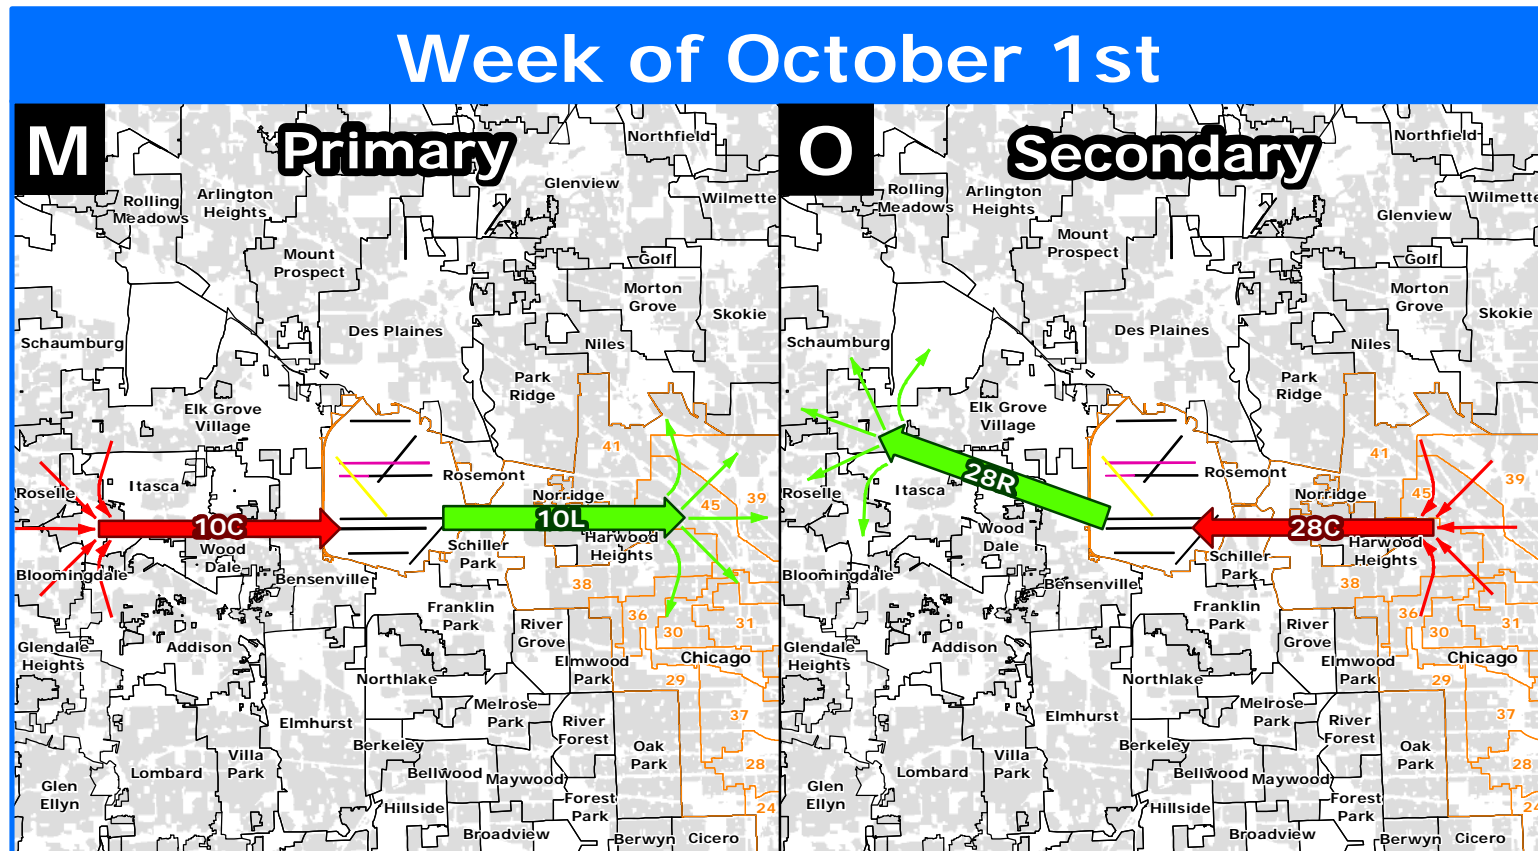 Week of October 1st
M
Primary
Northfield
Glenview
Wilmette
Rolling
Meadows
Arlington
Heights
Mount
Prospect
Golf
Morton
Grove
Skokie
Des Plaines
Schaumburg
Niles
Park
Ridge
Elk Grove
Village
41
Rosemont
Norridge
45
39
Roselle
Itasca
10C
10L
Harwood
Heights
Wood
Dale
Schiller
Park
Bloomingdale
Bensenville
38
Franklin
Park
36
31
River
Grove
30
Glendale
Heights
Addison
Chicago
Elmwood
Park
29
Northlake
Melrose
Park
37
Elmhurst
River
Forest
Berkeley
Oak
Park
Villa
Park
28
Lombard
Bellwood
Maywood
Glen
Ellyn
Forest
Park
24
Hillside
Broadview
Berwyn
Cicero
O
Secondary
Northfield
Rolling
Meadows
Arlington
Heights
Wilmette
Glenview
Mount
Prospect
Golf
Morton
Grove
Skokie
Des Plaines
Schaumburg
Niles
Park
Ridge
Elk Grove
Village
41
Rosemont
28R
39
Roselle
Itasca
Norridge
45
28C
Wood
Dale
Harwood
Heights
Schiller
Park
Bloomingdale
Bensenville
38
Franklin
Park
36
31
River
Grove
30
Glendale
Heights
Addison
Chicago
Elmwood
Park
29
Northlake
Melrose
Park
37
Elmhurst
River
Forest
Berkeley
Oak
Park
Villa
Park
28
Lombard
Bellwood
Maywood
Glen
Ellyn
Forest
Park
Hillside
Broadview
Berwyn
Cicero